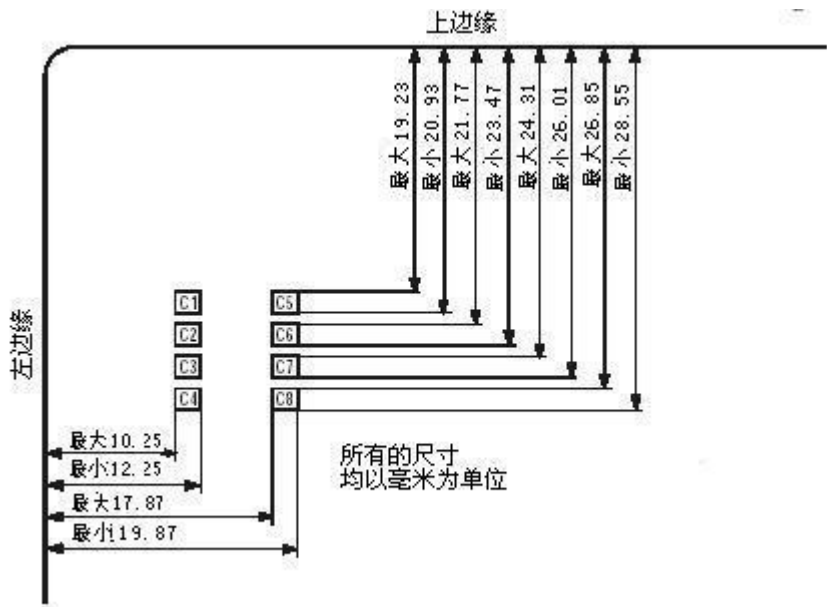 上边缘
最大19.23
最小20.93
最大21.77
最小23.47
最大24.31
最小26.01
最大26.85
最小28.55
左边缘
C1
C5
C2
C6
C3
C7
C4
C8
最大10.25
最小12.25
最大17.87
最小19.87
所有的尺寸
均以毫米为单位